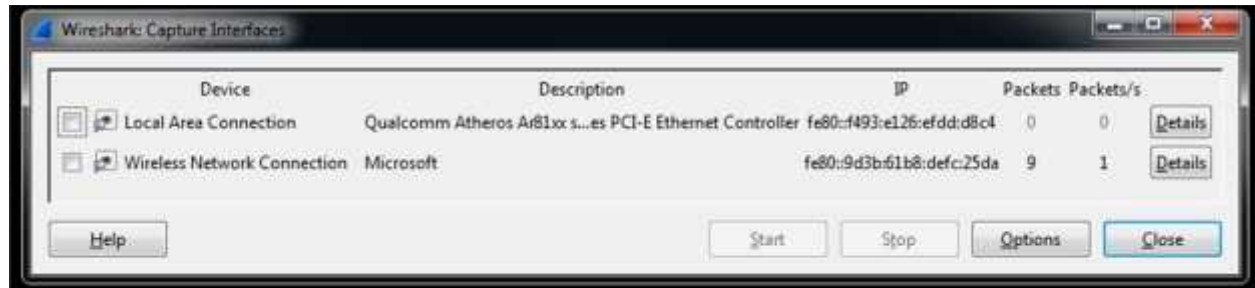 Wireshark: Capture Interfaces
Device Description IP Packets Packets/s
Local Area Connection Qualcomm Atheros Ar81xx s...es PCI-E Ethernet Controller fe80::f493:e126:efdd:d8c4 0 0 Details
Wireless Network Connection Microsoft fe80::9d3b:61b8:defc:25da 9 1 Details
Help Start Stop Options Close